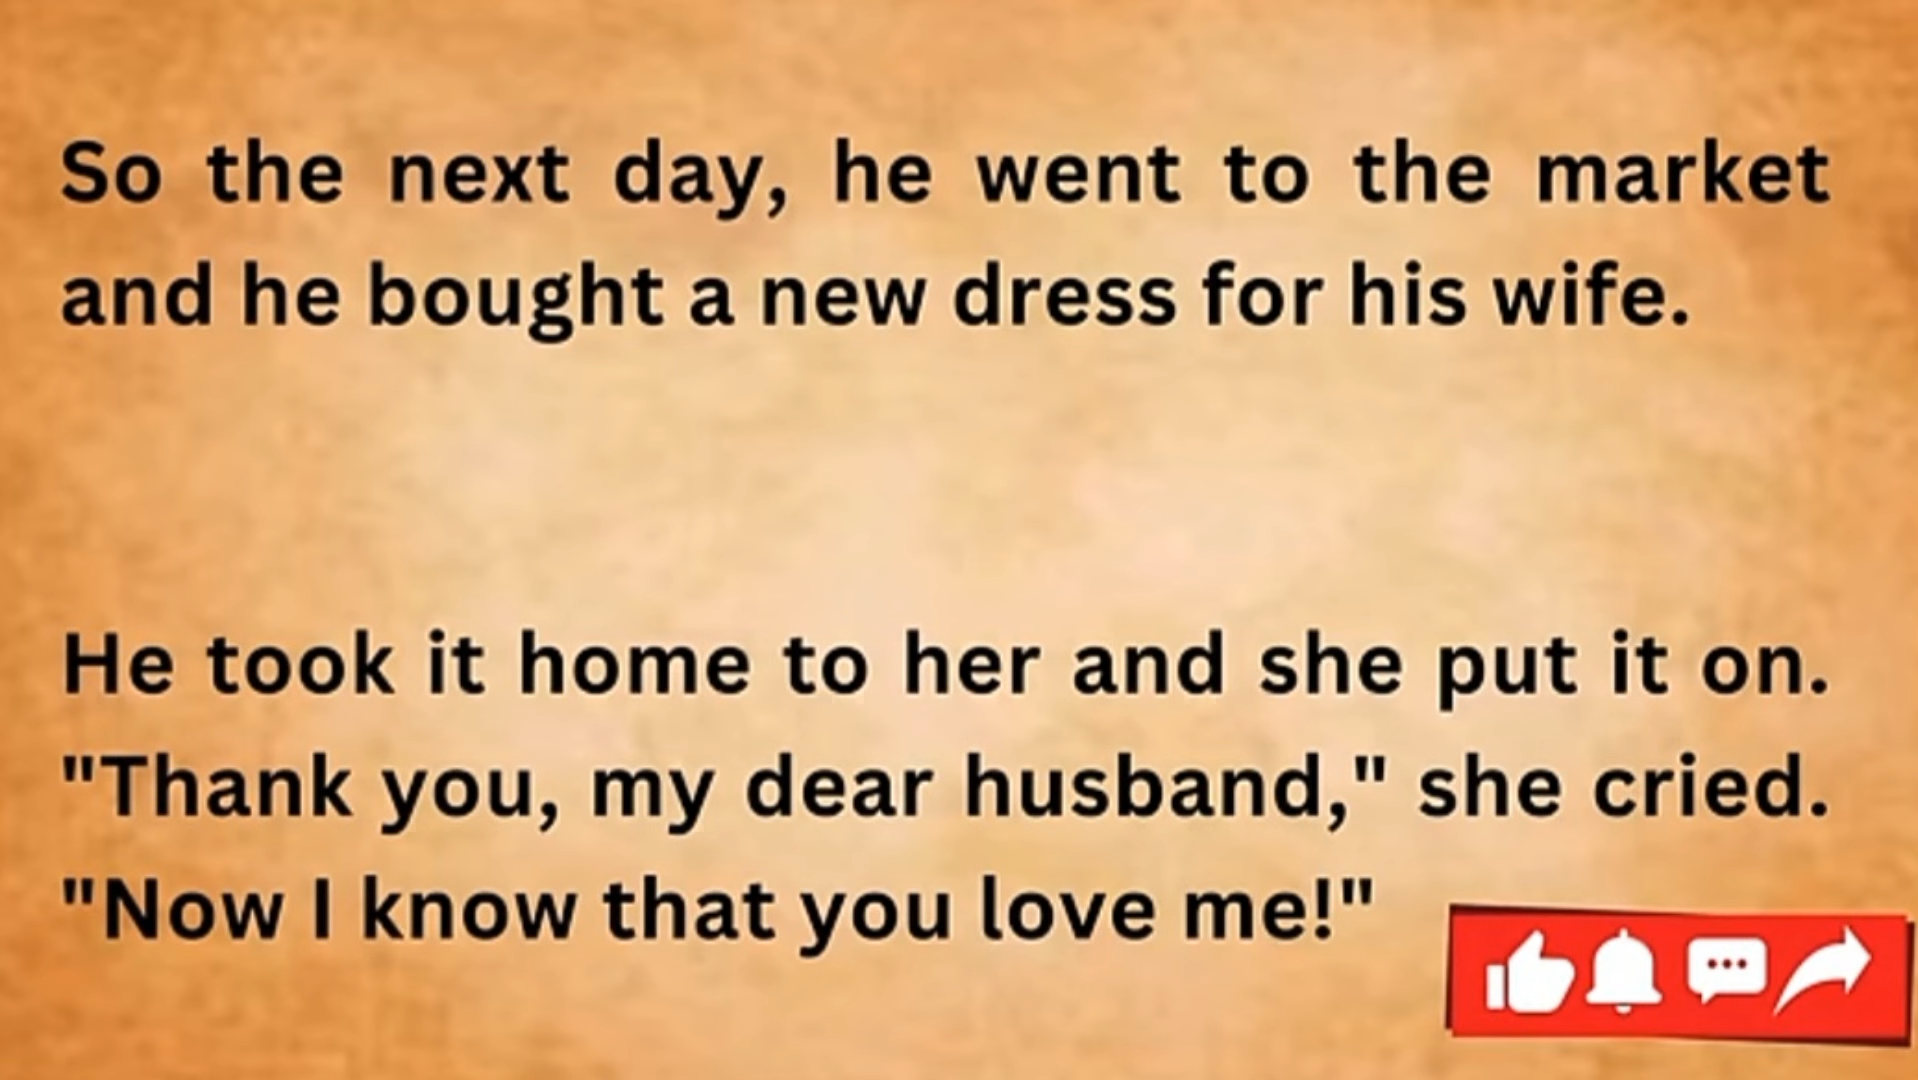 So the next day, he went to the market
and he bought a new dress for his wife.
He took it home to her and she put it on.
"Thank you, my dear husband," she cried.
"Now I know that you love me!"